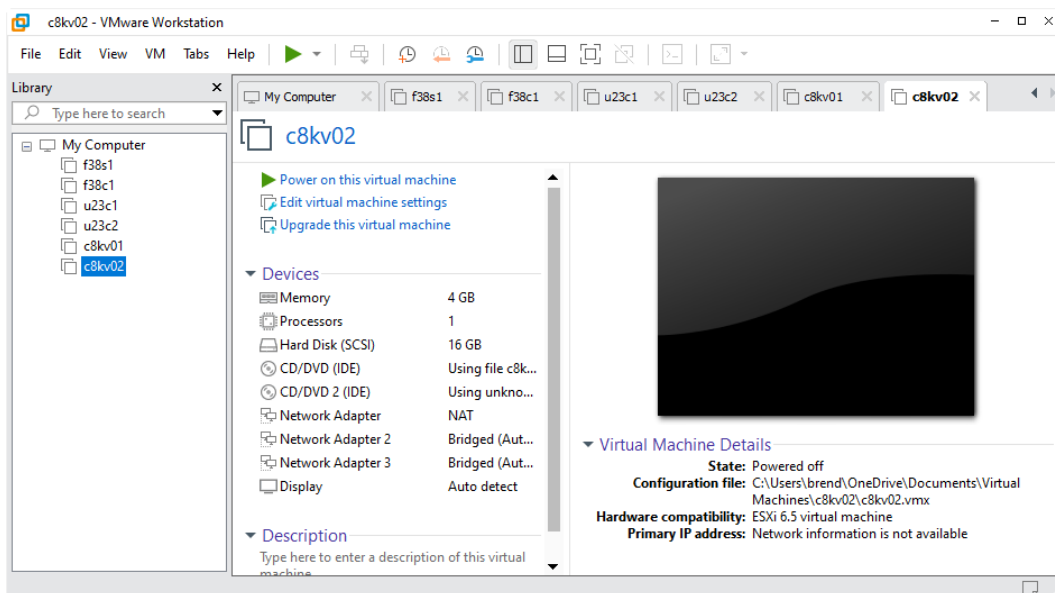 c8kv02 - VMware Workstation
File Edit View VM Tabs Help
Library
Type here to search
My Computer
f38s1
f38c1
u23c1
u23c2
c8kv01
c8kv02
My Computer f38s1 f38c1 u23c1 u23c2 c8kv01 c8kv02
c8kv02
Power on this virtual machine
Edit virtual machine settings
Upgrade this virtual machine
Devices
Memory 4 GB
Processors 1
Hard Disk (SCSI) 16 GB
CD/DVD (IDE) Using file c8k...
CD/DVD 2 (IDE) Using unkno...
Network Adapter NAT
Network Adapter 2 Bridged (Aut...
Network Adapter 3 Bridged (Aut...
Display Auto detect
Description
Type here to enter a description of this virtual
machine
Virtual Machine Details
State: Powered off
Configuration file: C:\Users\brend\OneDrive\Documents\Virtual
Machines\c8kv02\c8kv02.vmx
Hardware compatibility: ESXi 6.5 virtual machine
Primary IP address: Network information is not available